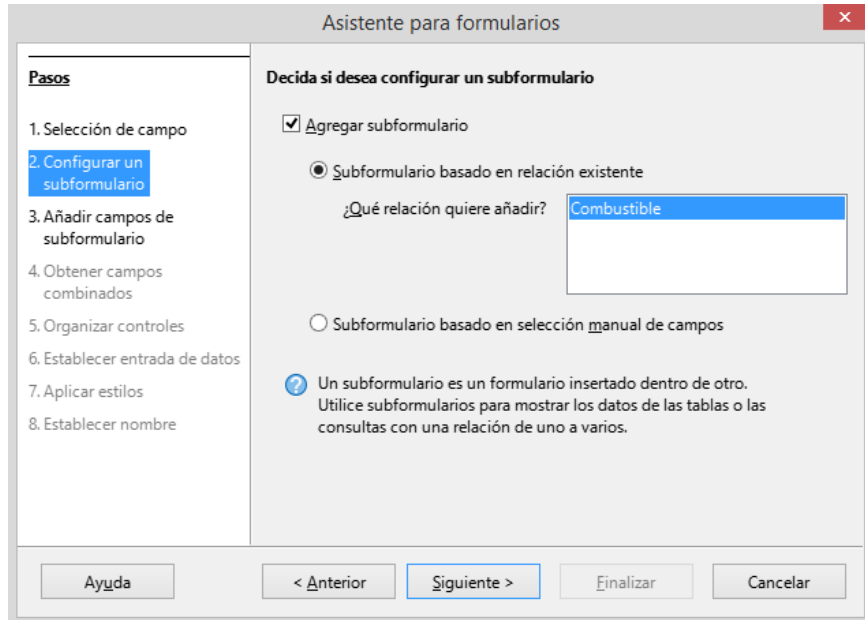 Asistente para formularios
Pasos
1. Selección de campo
2. Configurar un
subformulario
3. Añadir campos de
subformulario
4. Obtener campos
combinados
5. Organizar controles
6. Establecer entrada de datos
7. Aplicar estilos
8. Establecer nombre
Decida si desea configurar un subformulario
Agregar subformulario
Subformulario basado en relación existente
¿Qué relación quiere añadir?
Combustible
Subformulario basado en selección manual de campos
Un subformulario es un formulario insertado dentro de otro.
Utilice subformularios para mostrar los datos de las tablas o las
consultas con una relación de uno a varios.
Ayuda
< Anterior
Siguiente >
Finalizar
Cancelar